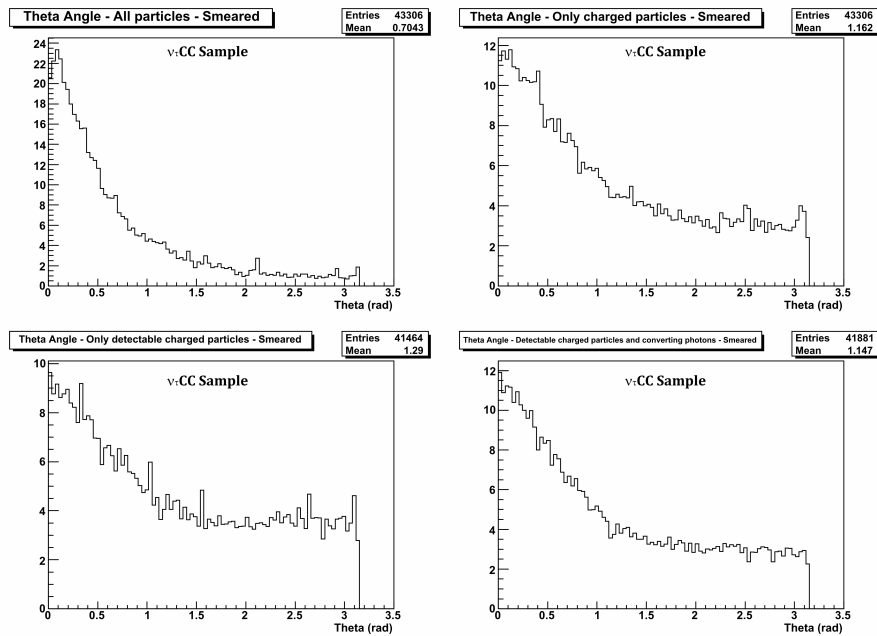 Theta Angle - All particles - Smeared
Entries 43306
Mean 0.7043
ντCC Sample
24
22
20
18
16
14
12
10
8
6
4
2
0
0 0.5 1 1.5 2 2.5 3 3.5
Theta (rad)
Theta Angle - Only charged particles - Smeared
Entries 43306
Mean 1.162
ντCC Sample
12
10
8
6
4
2
0
0 0.5 1 1.5 2 2.5 3 3.5
Theta (rad)
Theta Angle - Only detectable charged particles - Smeared
Entries 41464
Mean 1.29
ντCC Sample
10
8
6
4
2
0
0 0.5 1 1.5 2 2.5 3 3.5
Theta (rad)
Theta Angle - Detectable charged particles and converting photons - Smeared
Entries 41881
Mean 1.147
ντCC Sample
12
10
8
6
4
2
0
0 0.5 1 1.5 2 2.5 3 3.5
Theta (rad)